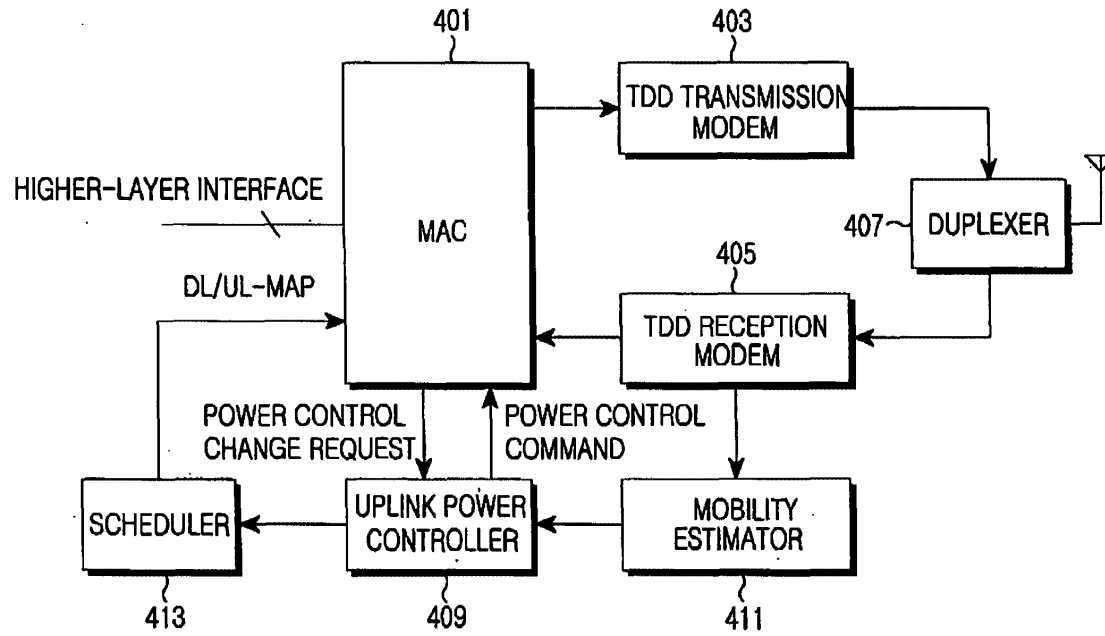 401
403
TDD TRANSMISSION
MODEM
HIGHER-LAYER INTERFACE
MAC
407
DUPLEXER
405
DL/UL-MAP
TDD RECEPTION
MODEM
POWER CONTROL
CHANGE REQUEST
POWER CONTROL
COMMAND
SCHEDULER
UPLINK POWER
CONTROLLER
MOBILITY
ESTIMATOR
413
409
411